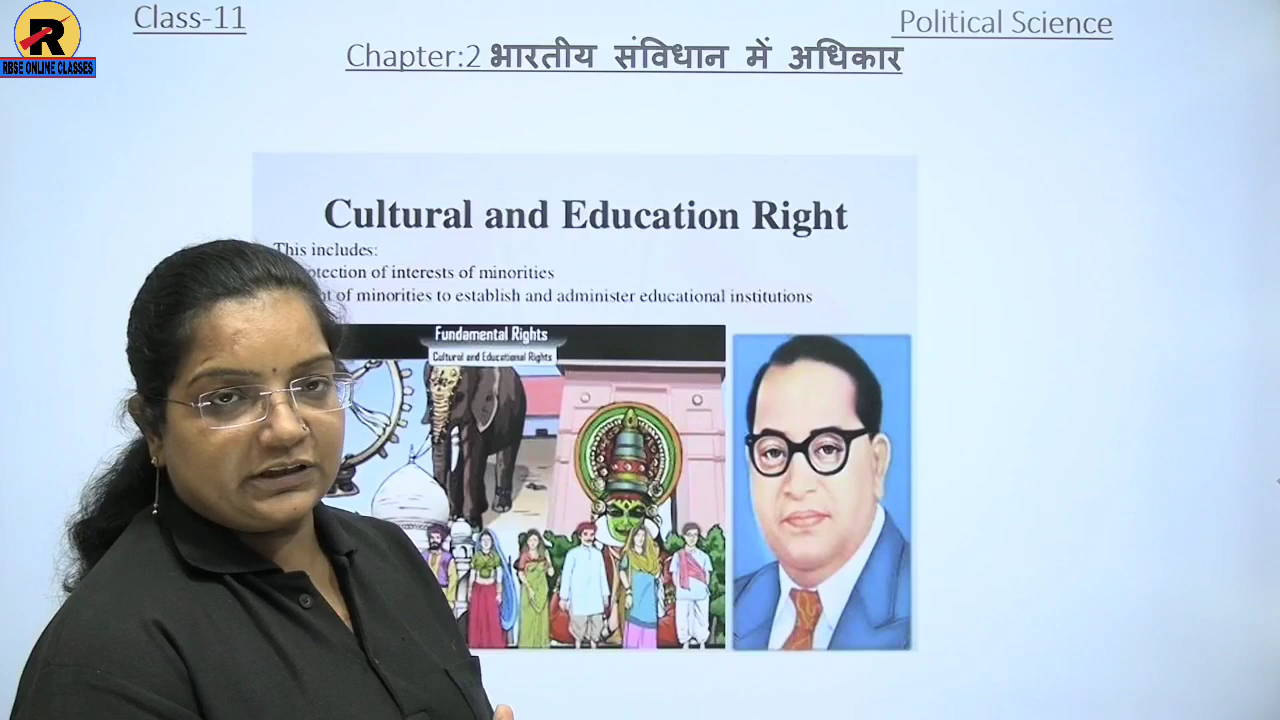 Class-11
Political Science
R
RBSE ONLINE CLASSES
Chapter:2 भारतीय संविधान में अधिकार
Cultural and Education Right
This includes:
of interests of minorities
of minorities to establish and administer educational institutions
Fundamental Rights
Cultural and Educational Rights